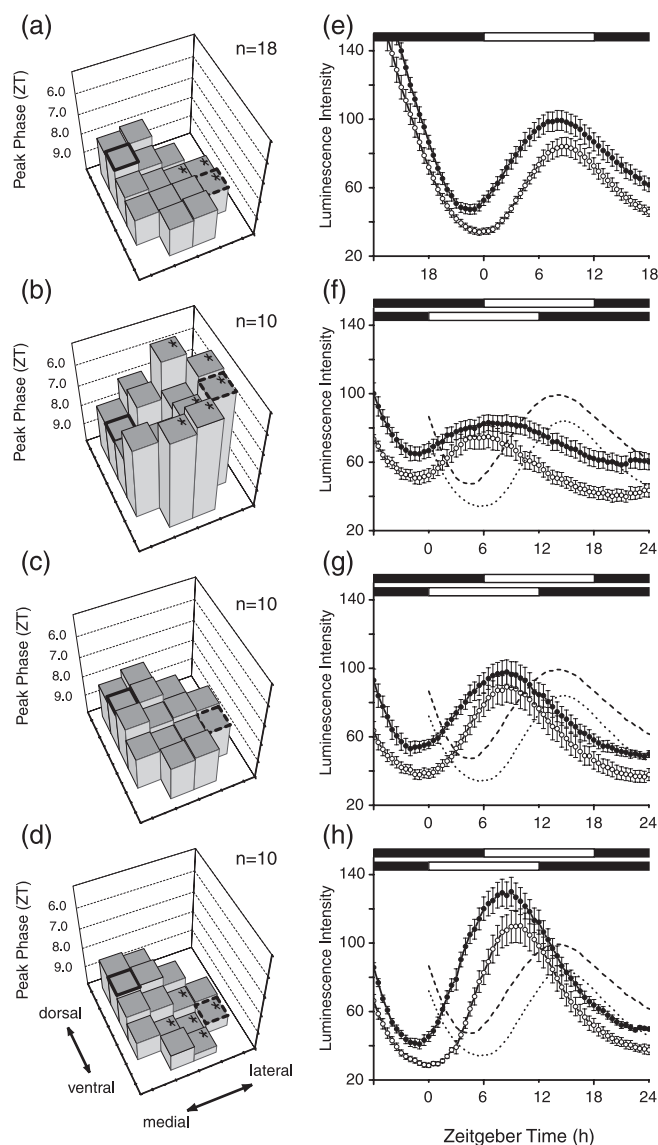 (a)
n=18
Peak Phase (ZT)
6.0
7.0
8.0
9.0
(e)
Luminescence Intensity
140
100
60
20
18
0
6
12
18
(b)
n=10
Peak Phase (ZT)
6.0
7.0
8.0
9.0
(f)
Luminescence Intensity
140
100
60
20
0
6
12
18
24
(c)
n=10
Peak Phase (ZT)
6.0
7.0
8.0
9.0
(g)
Luminescence Intensity
140
100
60
20
0
6
12
18
24
(d)
n=10
Peak Phase (ZT)
6.0
7.0
8.0
9.0
dorsal
ventral
medial
lateral
(h)
Luminescence Intensity
140
100
60
20
0
6
12
18
24
Zeitgeber Time (h)